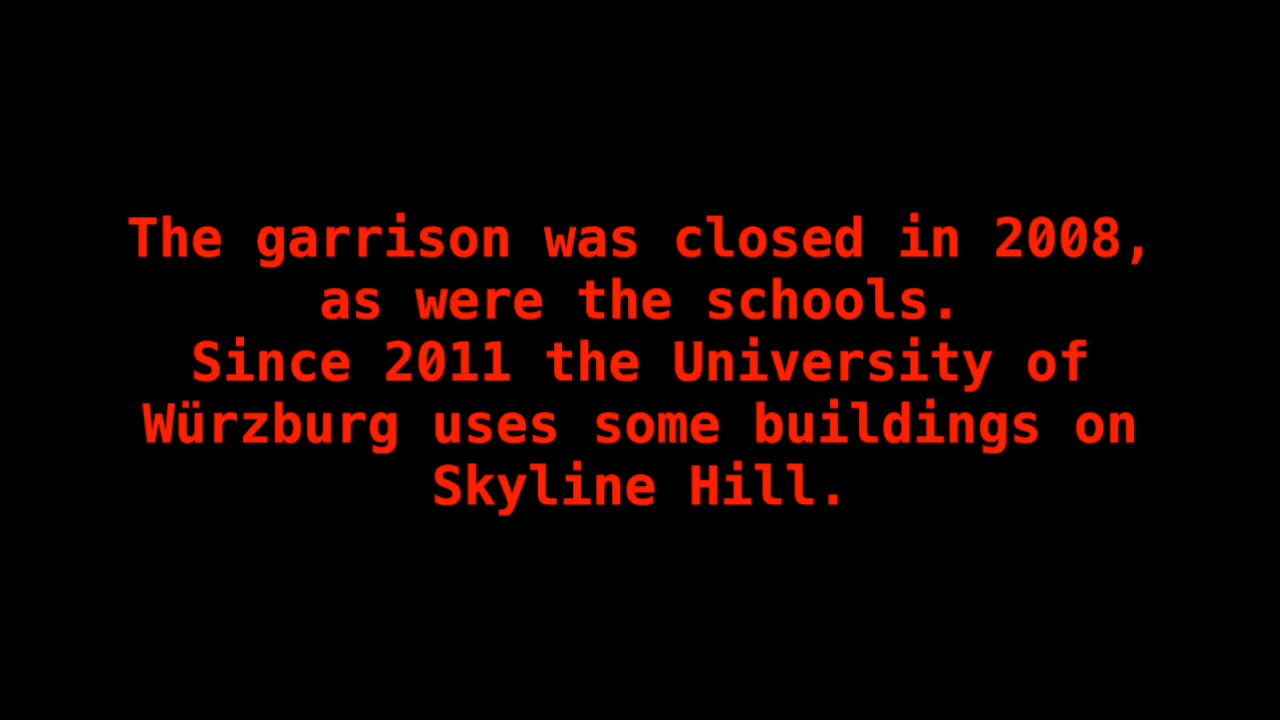 The garrison was closed in 2008,
as were the schools.
Since 2011 the University of
Würzburg uses some buildings on
Skyline Hill.